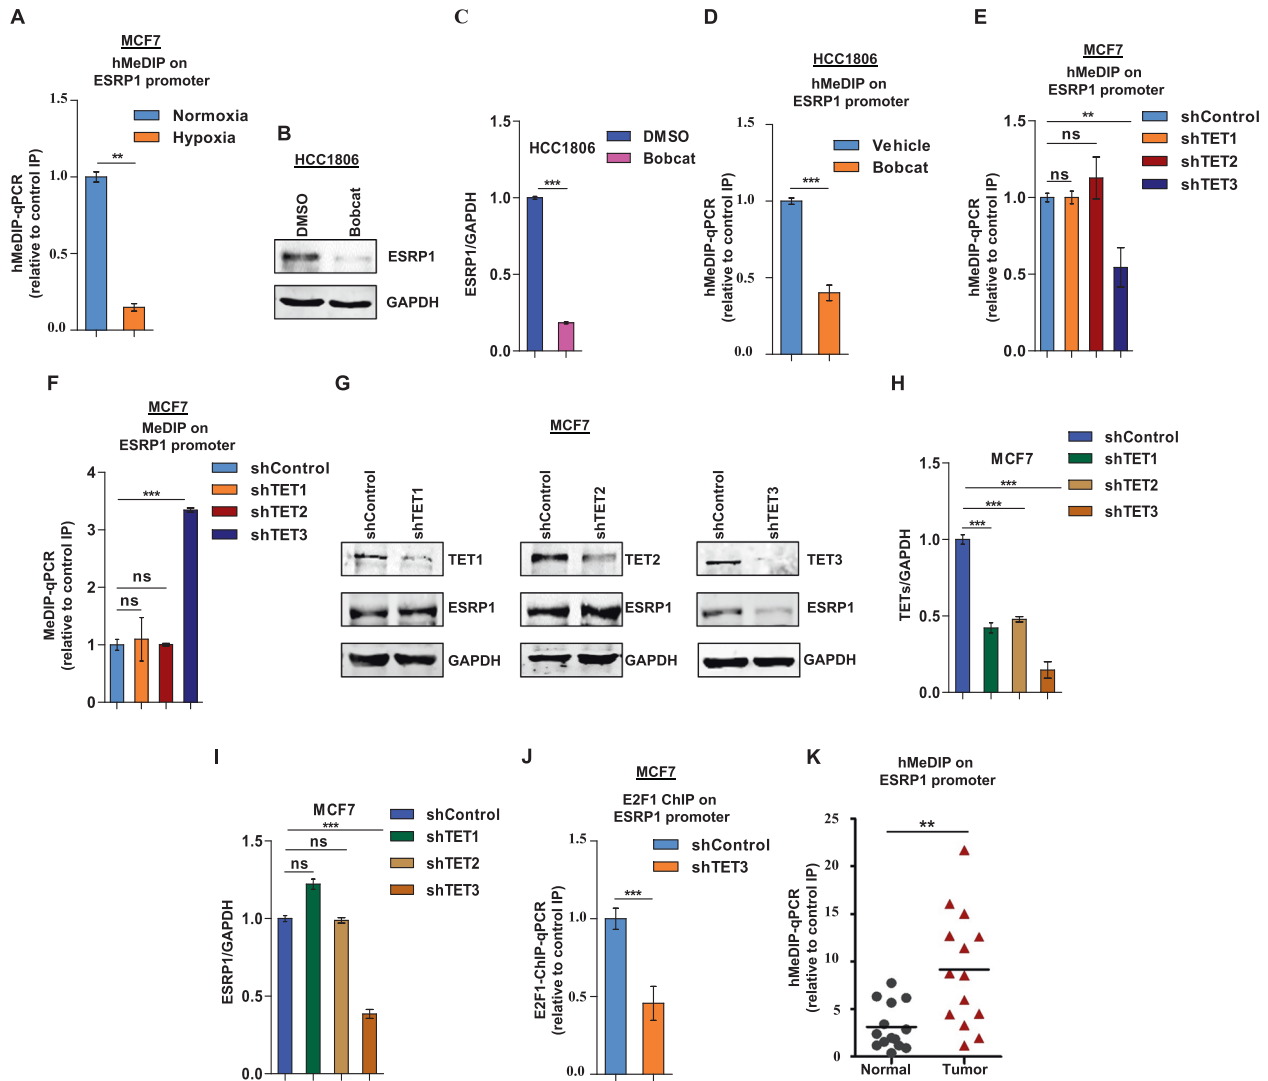 A
MCF7
hMeDIP on
ESRP1 promoter
hMeDIP-qPCR
(relative to control IP)
1.5
1.0
0.5
0.0
Normoxia
Hypoxia
**
B
HCC1806
DMSO
Bobcat
ESRP1
GAPDH
C
ESRP1/GAPDH
1.5
1.0
0.5
0.0
HCC1806
DMSO
Bobcat
***
D
HCC1806
hMeDIP on
ESRP1 promoter
hMeDIP-qPCR
(relative to control IP)
1.5
1.0
0.5
0.0
Vehicle
Bobcat
***
E
MCF7
hMeDIP on
ESRP1 promoter
hMeDIP-qPCR
(relative to control IP)
1.5
1.0
0.5
0.0
**
ns
ns
shControl
shTET1
shTET2
shTET3
F
MCF7
MeDIP on
ESRP1 promoter
MeDIP-qPCR
(relative to control IP)
4
3
2
1
0
***
ns
ns
shControl
shTET1
shTET2
shTET3
G
MCF7
shControl
shTET1
TET1
ESRP1
GAPDH
shControl
shTET2
TET2
ESRP1
GAPDH
shControl
shTET3
TET3
ESRP1
GAPDH
H
MCF7
TETs/GAPDH
1.5
1.0
0.5
0.0
***
***
***
shControl
shTET1
shTET2
shTET3
I
MCF7
ESRP1/GAPDH
1.5
1.0
0.5
0.0
***
ns
ns
shControl
shTET1
shTET2
shTET3
J
MCF7
E2F1 ChIP on
ESRP1 promoter
E2F1-ChIP-qPCR
(relative to control IP)
1.5
1.0
0.5
0.0
***
shControl
shTET3
K
hMeDIP on
ESRP1 promoter
hMeDIP-qPCR
(relative to control IP)
25
20
15
10
5
0
**
Normal
Tumor